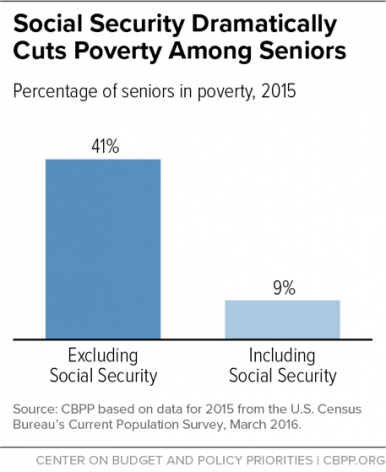 Social Security Dramatically
Cuts Poverty Among Seniors
Percentage of seniors in poverty, 2015
41%
9%
Excluding
Social Security
Including
Social Security
Source: CBPP based on data for 2015 from the U.S. Census
Bureau’s Current Population Survey, March 2016.
CENTER ON BUDGET AND POLICY PRIORITIES | CBPP.ORG